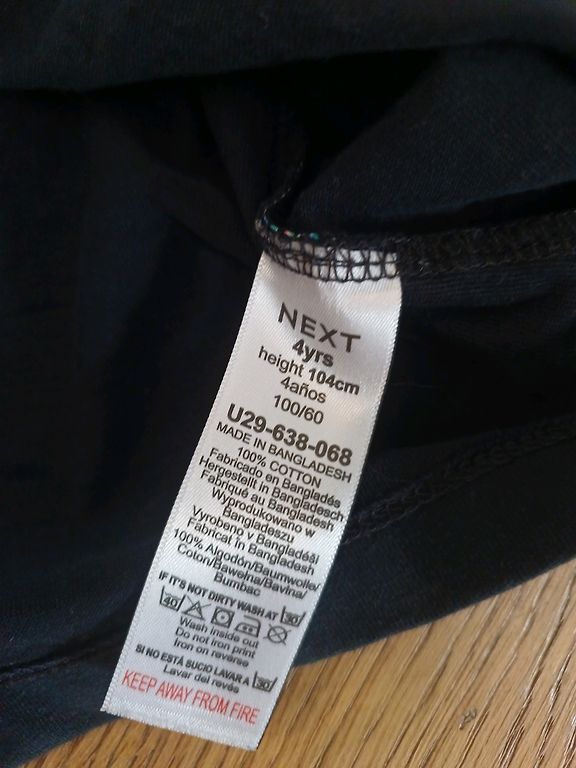 NEXT
4yrs
height 104cm
4años
100/60
U29-638-068
MADE IN BANGLADESH
100% COTTON
Fabricado en Bangladés
Hergestellt in Bangladesch
Fabriqué au Bangladesh
Wyprodukowano w
Bangladeszu
Vyrobeno v Bangladéši
Fabricat în Bangladesh
100% Algodón/Baumwolle/
Coton/Bawełna/Bavlna/
Bumbac
IF IT'S NOT DIRTY WASH AT 30
40
Wash inside out
Do not iron print
Iron on reverse
SI NO ESTÁ SUCIO LAVAR A 30
Lavar del revés
KEEP AWAY FROM FIRE